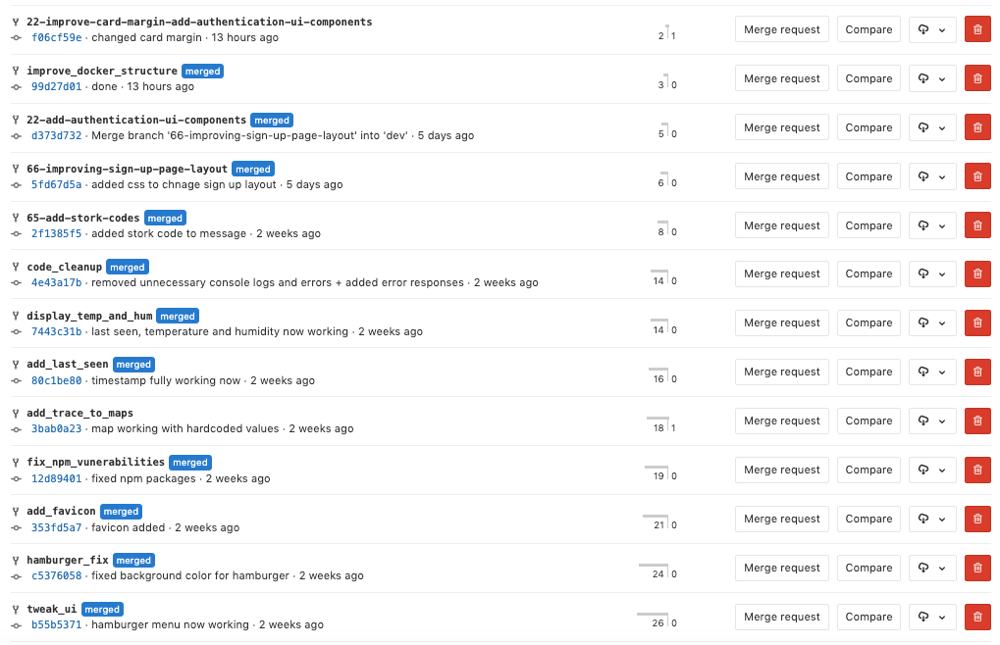 22-improve-card-margin-add-authentication-ui-components
f06cf59e · changed card margin · 13 hours ago
2 1
Merge request Compare
improve_docker_structure merged
99d27d01 · done · 13 hours ago
3 0
Merge request Compare
22-add-authentication-ui-components merged
d373d732 · Merge branch '66-improving-sign-up-page-layout' into 'dev' · 5 days ago
5 0
Merge request Compare
66-improving-sign-up-page-layout merged
5fd67d5a · added css to chnage sign up layout · 5 days ago
6 0
Merge request Compare
65-add-stork-codes merged
2f1385f5 · added stork code to message · 2 weeks ago
8 0
Merge request Compare
code_cleanup merged
4e43a17b · removed unnecessary console logs and errors + added error responses · 2 weeks ago
14 0
Merge request Compare
display_temp_and_hum merged
7443c31b · last seen, temperature and humidity now working · 2 weeks ago
14 0
Merge request Compare
add_last_seen merged
80c1be80 · timestamp fully working now · 2 weeks ago
16 0
Merge request Compare
add_trace_to_maps
3bab0a23 · map working with hardcoded values · 2 weeks ago
18 1
Merge request Compare
fix_npm_vunerabilities merged
12d89401 · fixed npm packages · 2 weeks ago
19 0
Merge request Compare
add_favicon merged
353fd5a7 · favicon added · 2 weeks ago
21 0
Merge request Compare
hamburger_fix merged
c5376058 · fixed background color for hamburger · 2 weeks ago
24 0
Merge request Compare
tweak_ui merged
b55b5371 · hamburger menu now working · 2 weeks ago
26 0
Merge request Compare